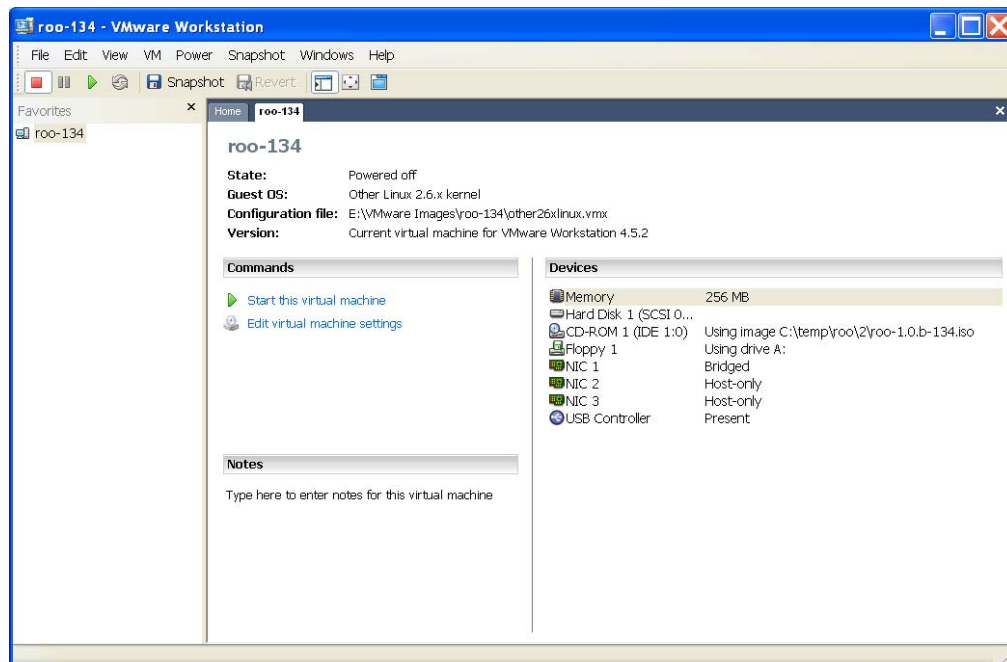 roo-134 - VMware Workstation
File Edit View VM Power Snapshot Windows Help
Snapshot Revert
Favorites
roo-134
Home roo-134
roo-134
State: Powered off
Guest OS: Other Linux 2.6.x kernel
Configuration file: E:\VMware Images\roo-134\other26xlinux.vmx
Version: Current virtual machine for VMware Workstation 4.5.2
Commands
Start this virtual machine
Edit virtual machine settings
Notes
Type here to enter notes for this virtual machine
Devices
Memory 256 MB
Hard Disk 1 (SCSI 0...
CD-ROM 1 (IDE 1:0) Using image C:\temp\roo\2\roo-1.0.b-134.iso
Floppy 1 Using drive A:
NIC 1 Bridged
NIC 2 Host-only
NIC 3 Host-only
USB Controller Present